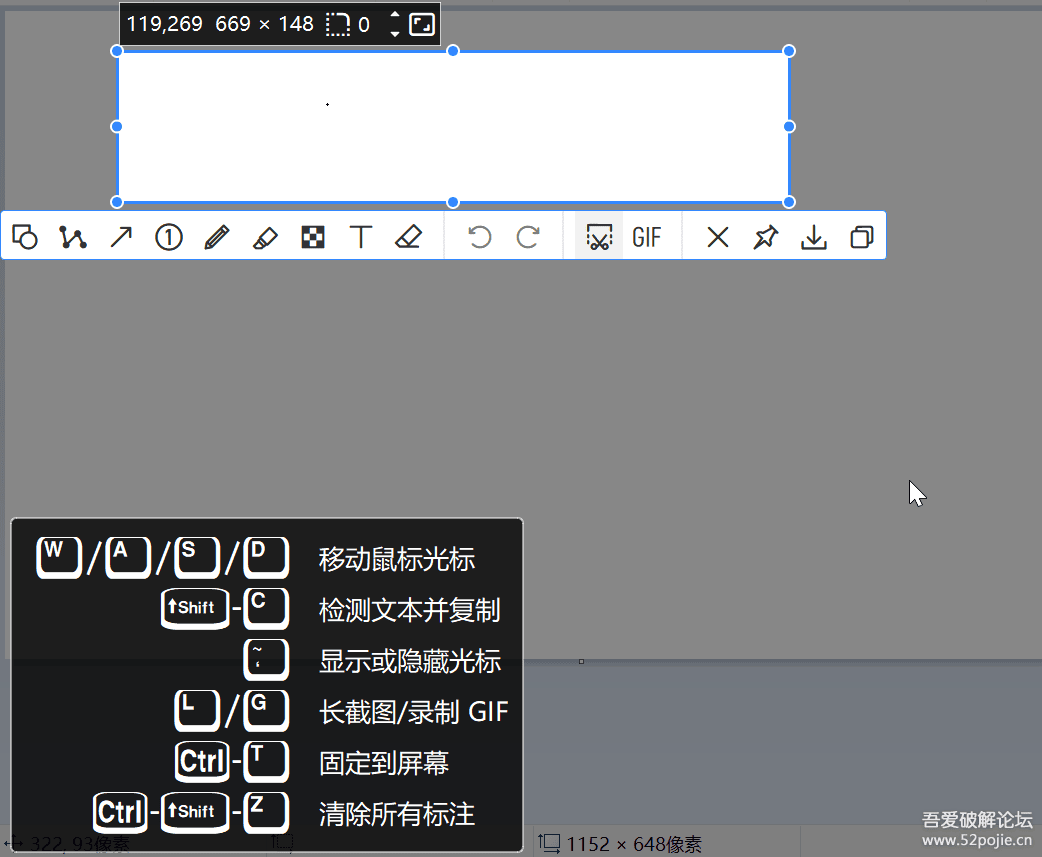 119,269 669 × 148 0
1 T GIF
W/A/S/D 移动鼠标光标
Shift-C 检测文本并复制
~ ‘ 显示或隐藏光标
L/G 长截图/录制 GIF
Ctrl-T 固定到屏幕
Ctrl-Shift-Z 清除所有标注
322, 93像素 1152 × 648像素
吾爱破解论坛
www.52pojie.cn